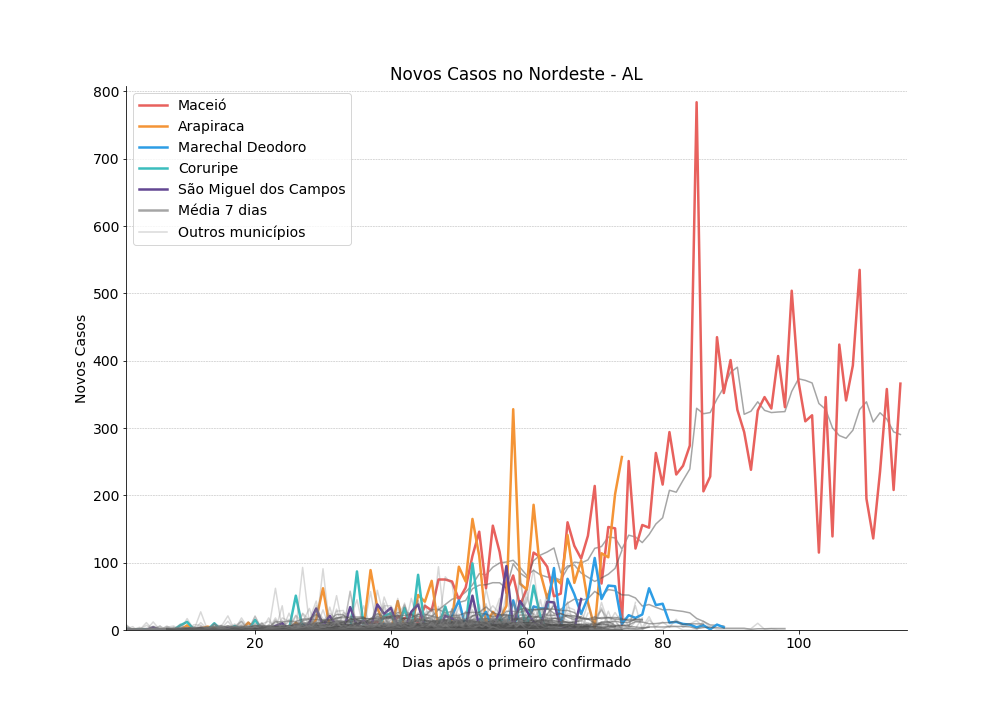 Novos Casos no Nordeste - AL
800
700
600
500
400
300
200
100
0
Novos Casos
Maceió
Arapiraca
Marechal Deodoro
Coruripe
São Miguel dos Campos
Média 7 dias
Outros municípios
20 40 60 80 100
Dias após o primeiro confirmado